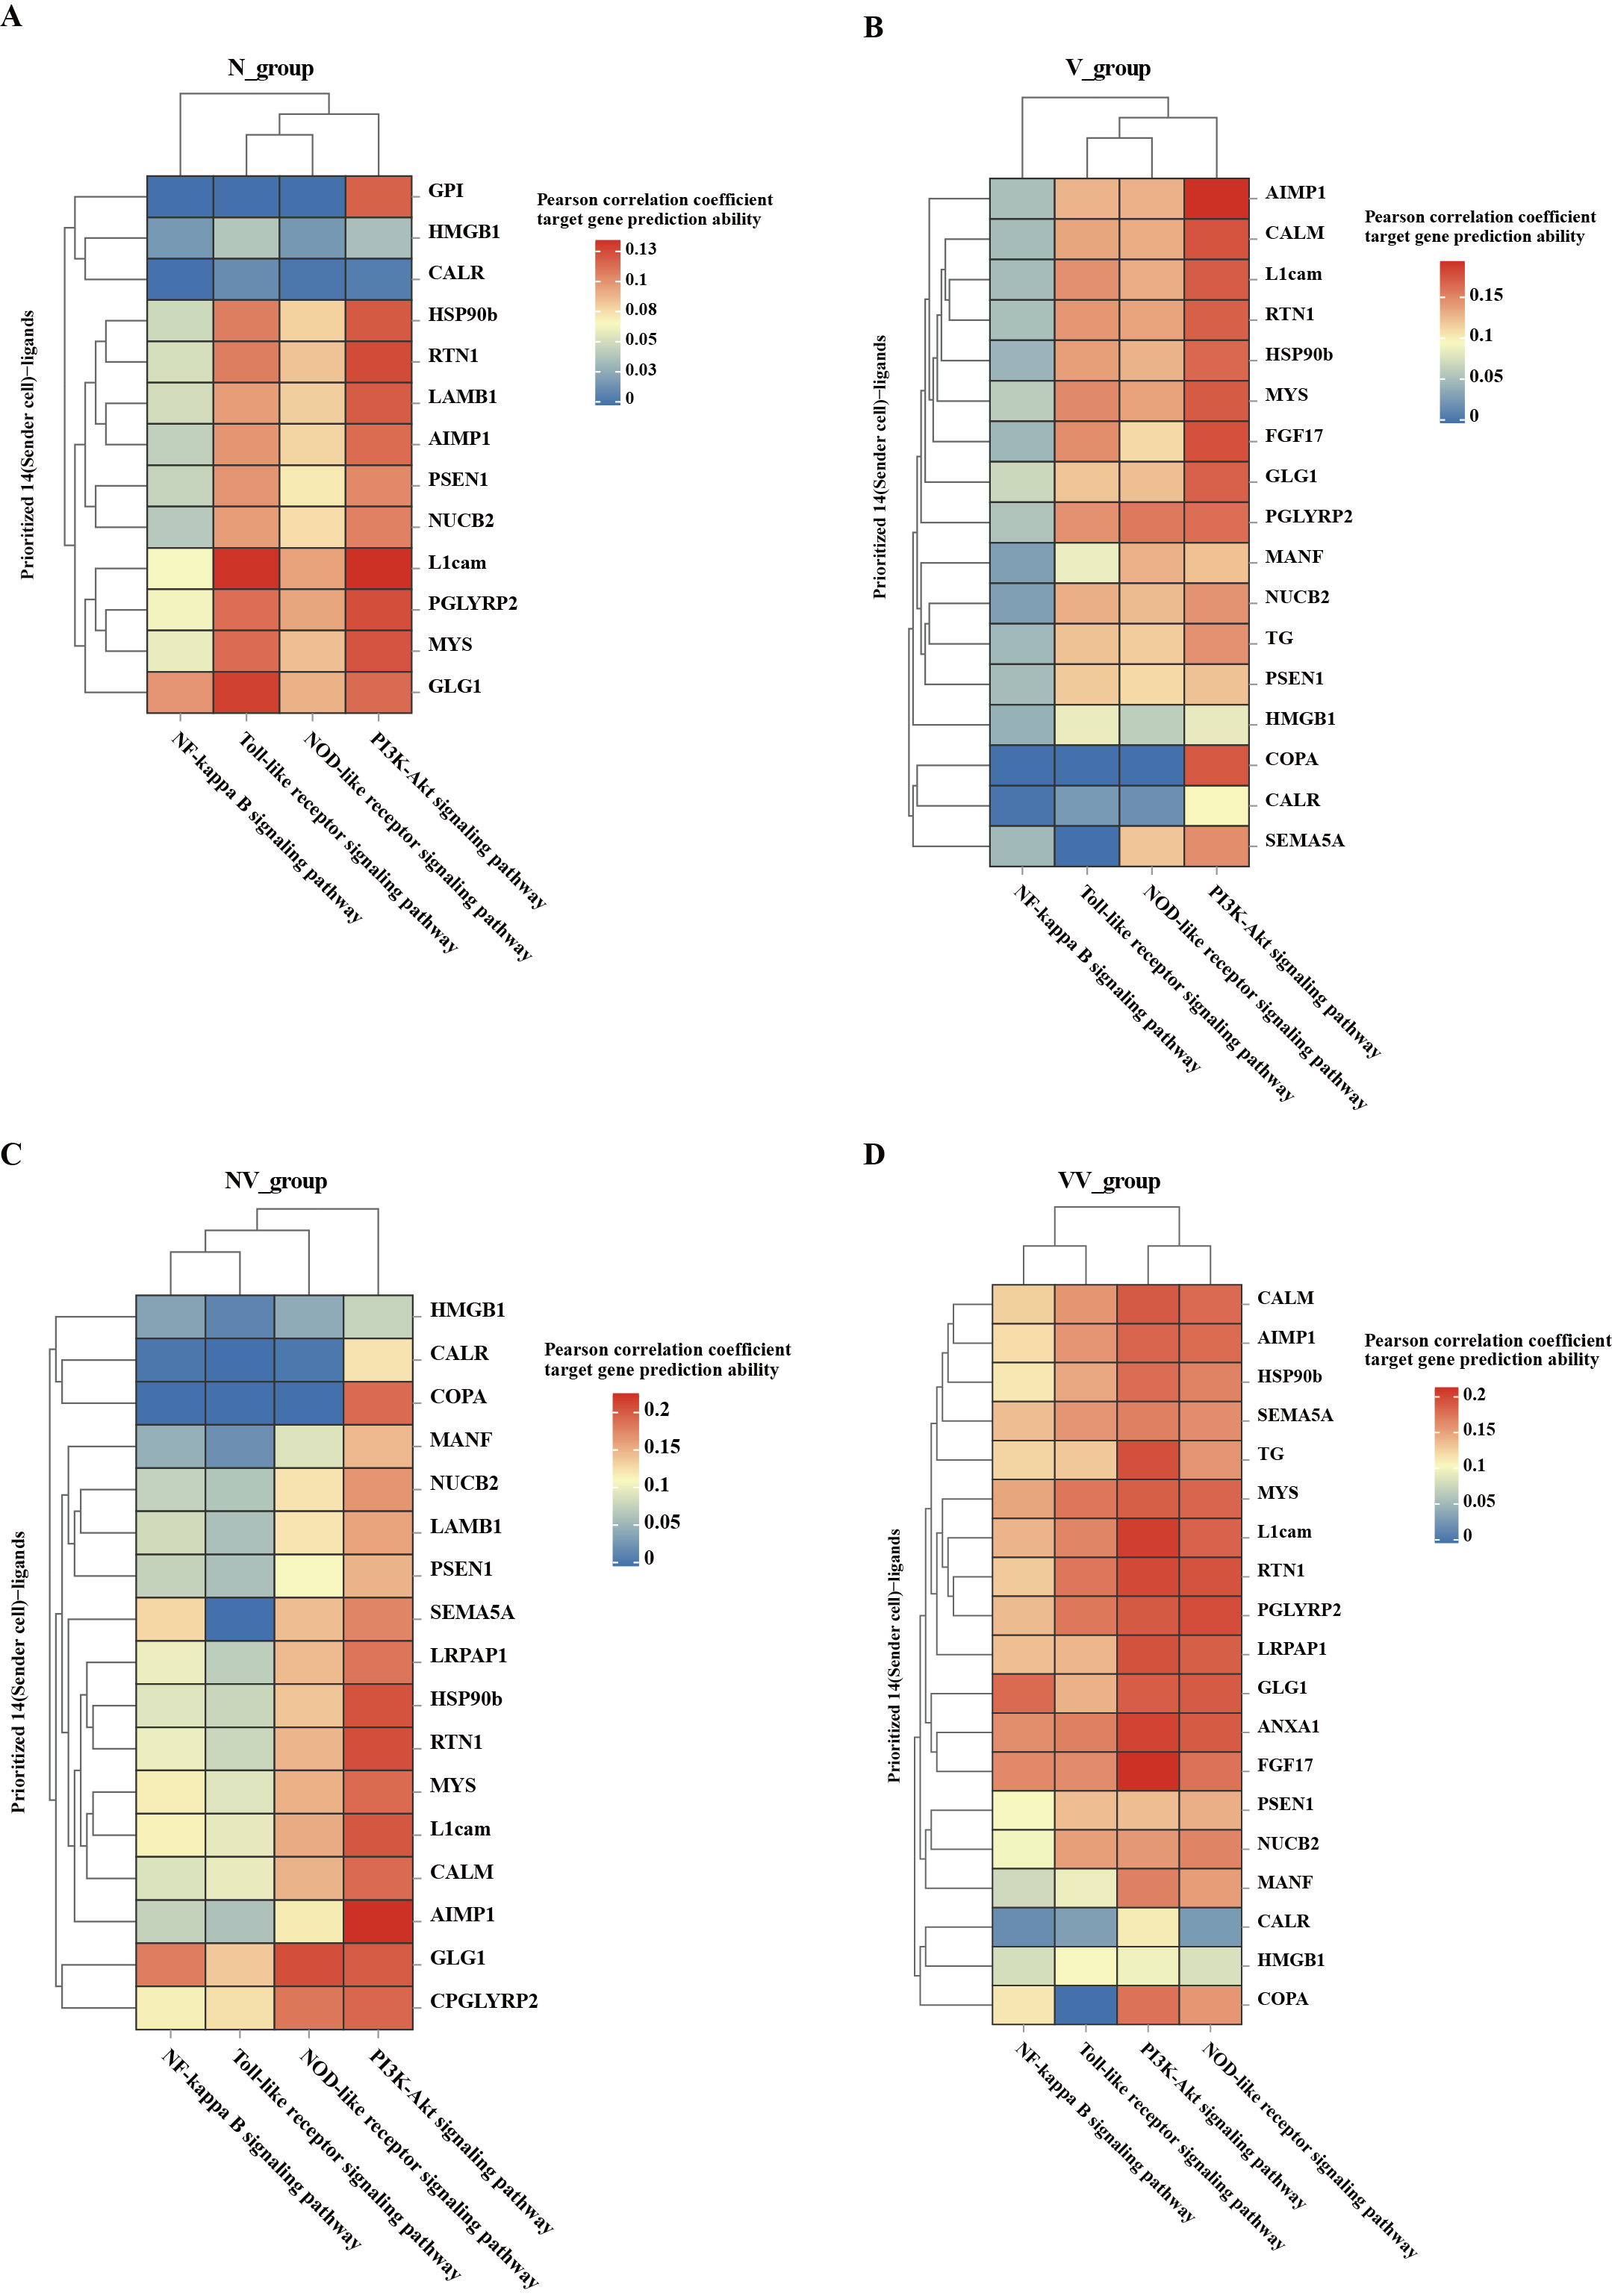 A
N_group
Prioritized 14(Sender cell)−ligands
GPI
HMGB1
CALR
HSP90b
RTN1
LAMB1
AIMP1
PSEN1
NUCB2
L1cam
PGLYRP2
MYS
GLG1
NF-kappa B signaling pathway
Toll-like receptor signaling pathway
NOD-like receptor signaling pathway
PI3K-Akt signaling pathway
Pearson correlation coefficient
target gene prediction ability
0.13
0.1
0.08
0.05
0.03
0
B
V_group
Prioritized 14(Sender cell)−ligands
AIMP1
CALM
L1cam
RTN1
HSP90b
MYS
FGF17
GLG1
PGLYRP2
MANF
NUCB2
TG
PSEN1
HMGB1
COPA
CALR
SEMA5A
NF-kappa B signaling pathway
Toll-like receptor signaling pathway
NOD-like receptor signaling pathway
PI3K-Akt signaling pathway
Pearson correlation coefficient
target gene prediction ability
0.15
0.1
0.05
0
C
NV_group
Prioritized 14(Sender cell)−ligands
HMGB1
CALR
COPA
MANF
NUCB2
LAMB1
PSEN1
SEMA5A
LRPAP1
HSP90b
RTN1
MYS
L1cam
CALM
AIMP1
GLG1
CPGLYRP2
NF-kappa B signaling pathway
Toll-like receptor signaling pathway
NOD-like receptor signaling pathway
PI3K-Akt signaling pathway
Pearson correlation coefficient
target gene prediction ability
0.2
0.15
0.1
0.05
0
D
VV_group
Prioritized 14(Sender cell)−ligands
CALM
AIMP1
HSP90b
SEMA5A
TG
MYS
L1cam
RTN1
PGLYRP2
LRPAP1
GLG1
ANXA1
FGF17
PSEN1
NUCB2
MANF
CALR
HMGB1
COPA
NF-kappa B signaling pathway
Toll-like receptor signaling pathway
PI3K-Akt signaling pathway
NOD-like receptor signaling pathway
Pearson correlation coefficient
target gene prediction ability
0.2
0.15
0.1
0.05
0